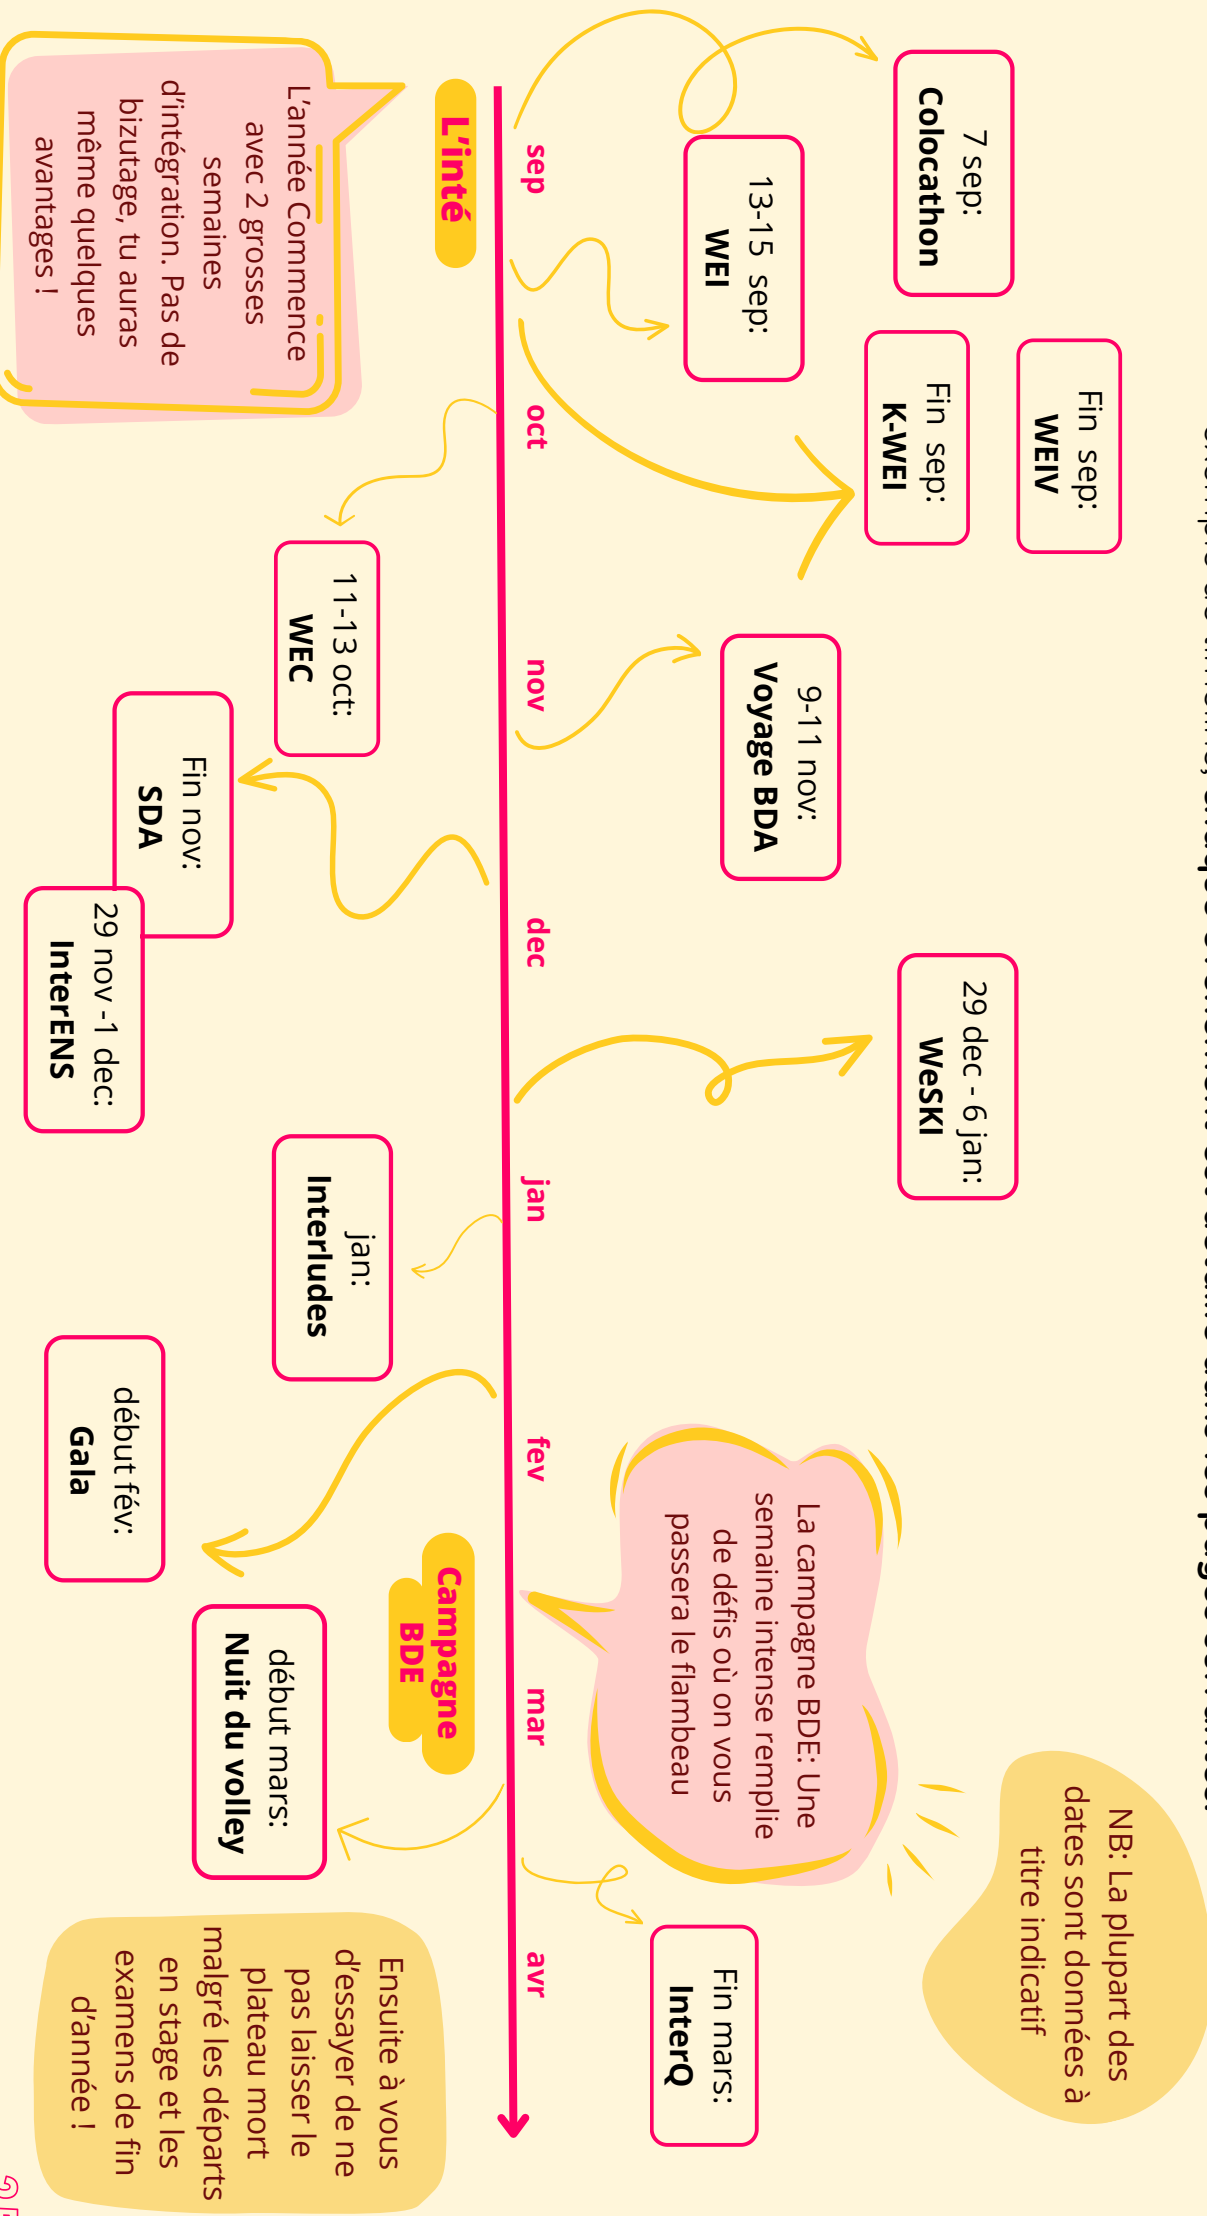 NB: La plupart des
dates sont données à
titre indicatif
Fin sep:
WEIV
7 sep:
Colocathon
Fin sep:
K-WEI
29 dec - 6 jan:
WeSKI
13-15 sep:
WEI
9-11 nov:
Voyage BDA
La campagne BDE: Une
semaine intense remplie
de défis où on vous
passera le flambeau
Fin mars:
InterQ
sep oct nov dec jan fev mar avr
L'inté
Campagne
BDE
L'année Commence
avec 2 grosses
semaines
d'intégration. Pas de
bizutage, tu auras
même quelques
avantages !
11-13 oct:
WEC
Fin nov:
SDA
29 nov -1 dec:
InterENS
jan:
Interludes
début fév:
Gala
début mars:
Nuit du volley
Ensuite à vous
d'essayer de ne
pas laisser le
plateau mort
malgré les départs
en stage et les
examens de fin
d'année !